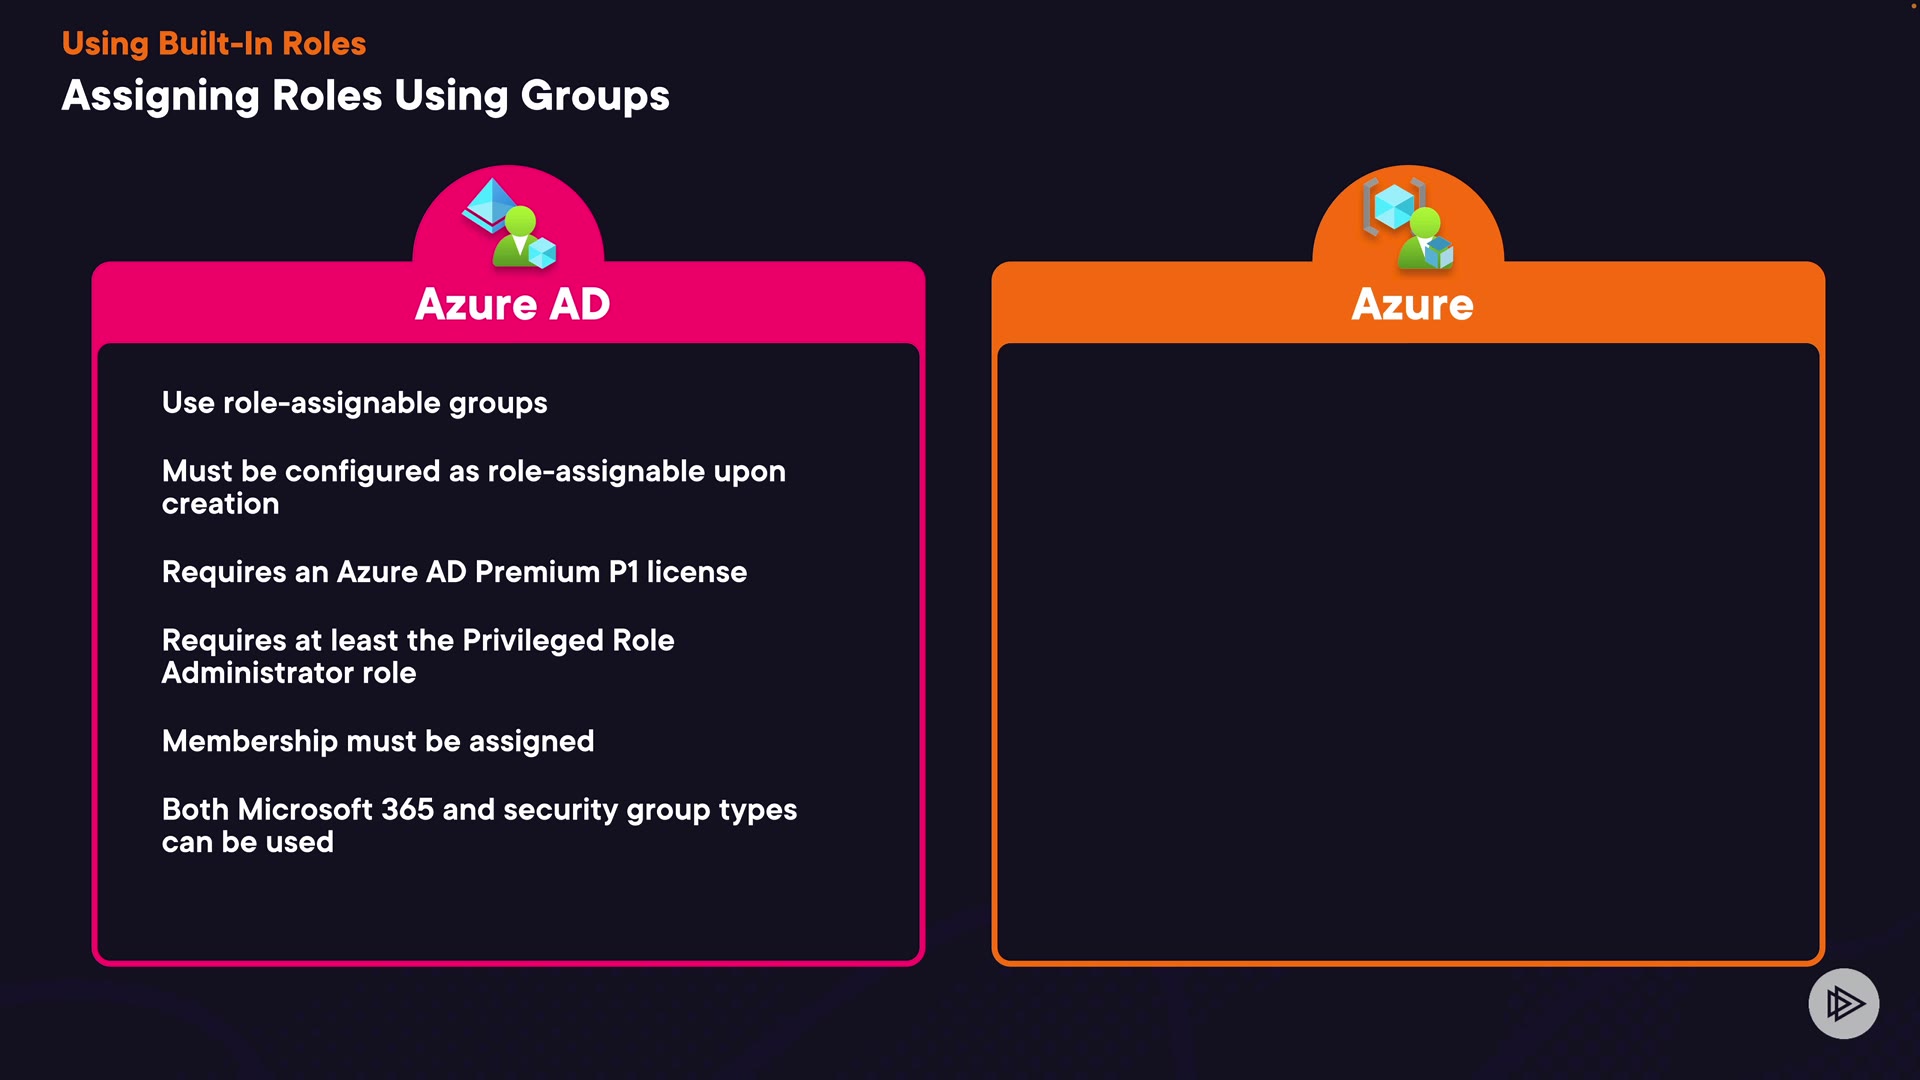 Using Built-In Roles
Assigning Roles Using Groups
Azure AD
Use role-assignable groups
Must be configured as role-assignable upon
creation
Requires an Azure AD Premium P1 license
Requires at least the Privileged Role
Administrator role
Membership must be assigned
Both Microsoft 365 and security group types
can be used
Azure